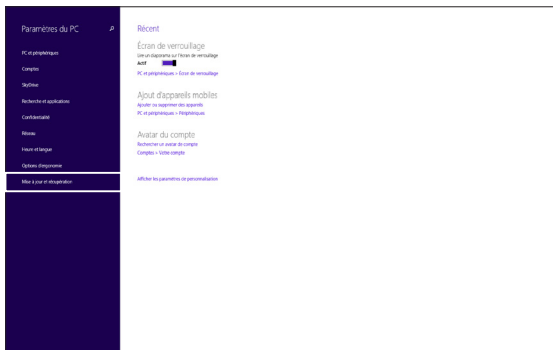 Paramètres du PC
PC et périphériques
Comptes
SkyDrive
Recherche et applications
Confidentialité
Réseau
Heure et langue
Options d'ergonomie
Mise à jour et récupération
Récent
Écran de verrouillage
Lire un diaporama sur l'écran de verrouillage
Actif
PC et périphériques > Écran de verrouillage
Ajout d'appareils mobiles
Ajouter ou supprimer des appareils
PC et périphériques > Périphériques
Avatar du compte
Rechercher un avatar de compte
Comptes > Votre compte
Afficher les paramètres de personnalisation